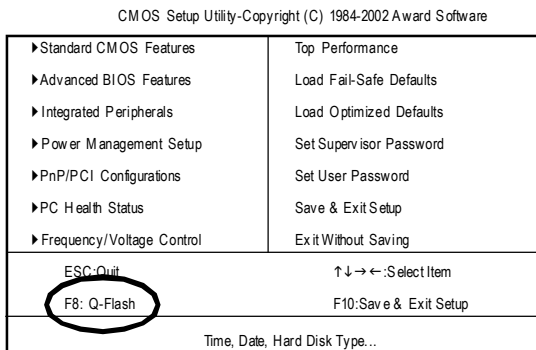 CMOS Setup Utility-Copyright (C) 1984-2002 Award Software
▶Standard CMOS Features
▶Advanced BIOS Features
▶Integrated Peripherals
▶Power Management Setup
▶PnP/PCI Configurations
▶PC Health Status
▶Frequency/Voltage Control
Top Performance
Load Fail-Safe Defaults
Load Optimized Defaults
Set Supervisor Password
Set User Password
Save & Exit Setup
Exit Without Saving
ESC:Quit
↑↓→←:Select Item
F8: Q-Flash
F10:Save & Exit Setup
Time, Date, Hard Disk Type...